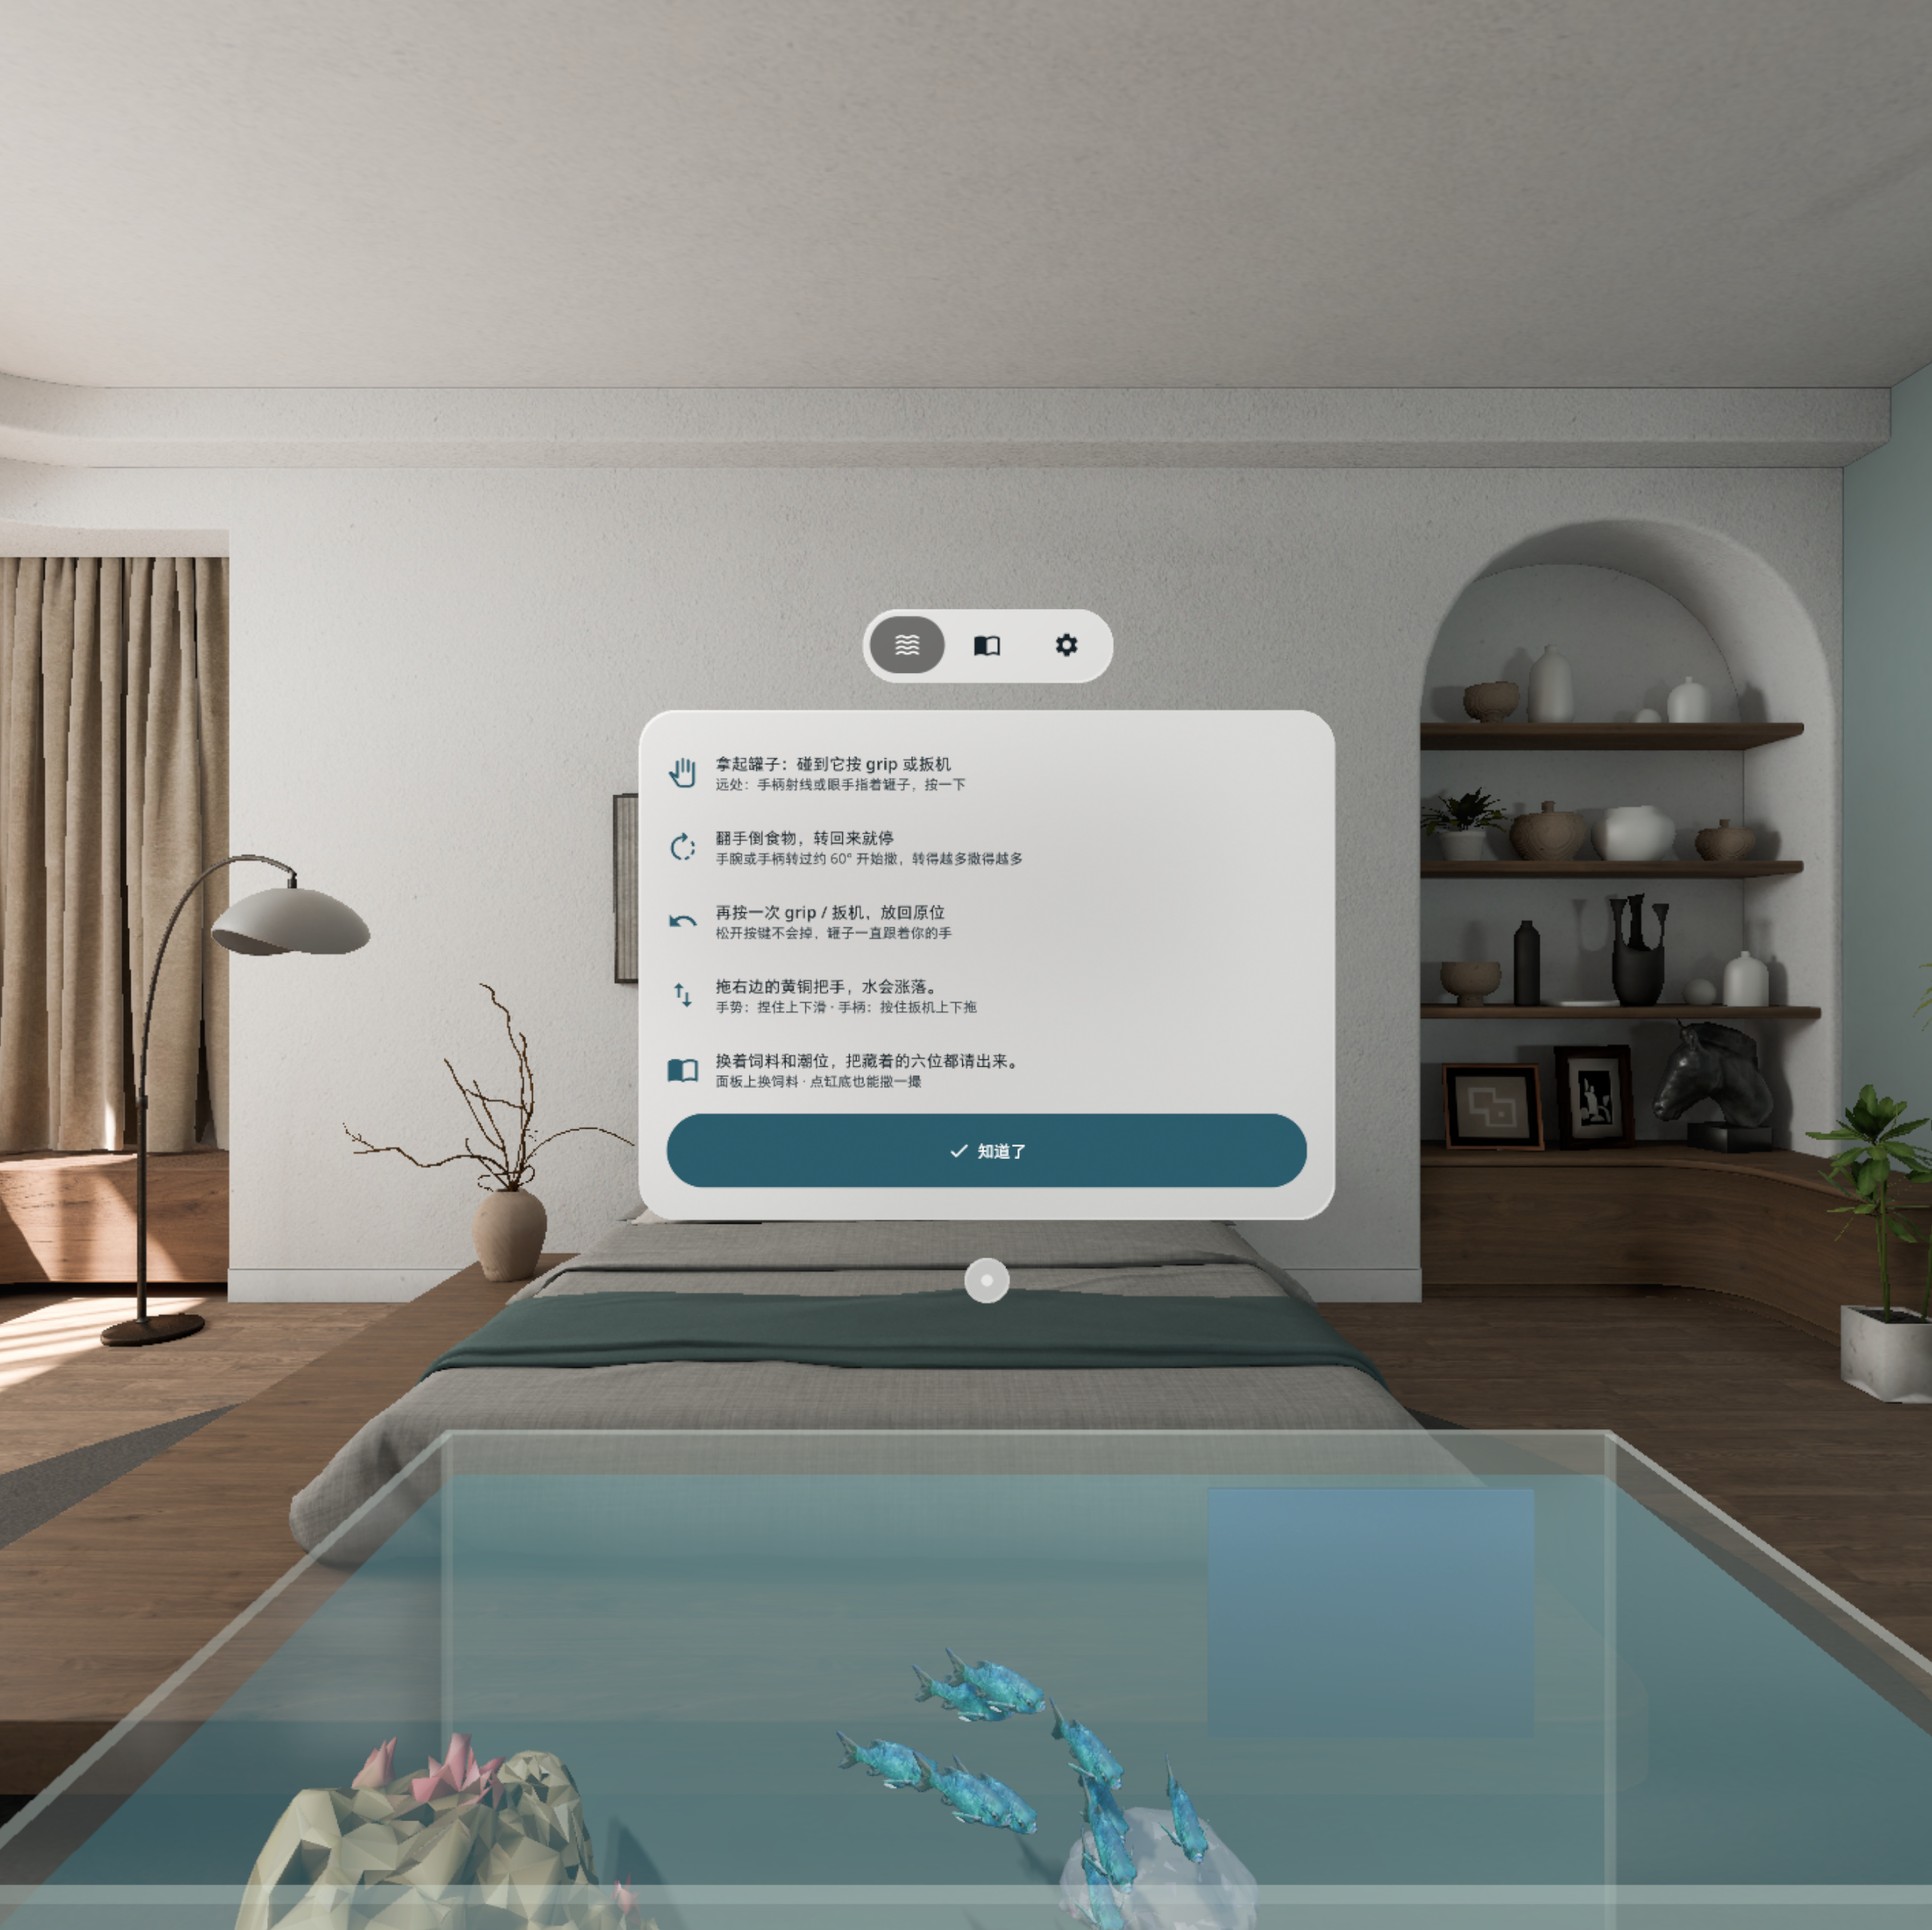 拿起罐子：碰到它按 grip 或扳机
远处：手柄射线或眼手指着罐子，按一下
翻手倒食物，转回来就停
手腕或手柄转过约 60° 开始撒，转得越多撒得越多
再按一次 grip / 扳机，放回原位
松开按键不会掉，罐子一直跟着你的手
拖右边的黄铜把手，水会涨落。
手势：捏住上下滑 · 手柄：按住扳机上下拖
换着饲料和潮位，把藏着的六位都请出来。
面板上换饲料 · 点缸底也能撒一撮
知道了